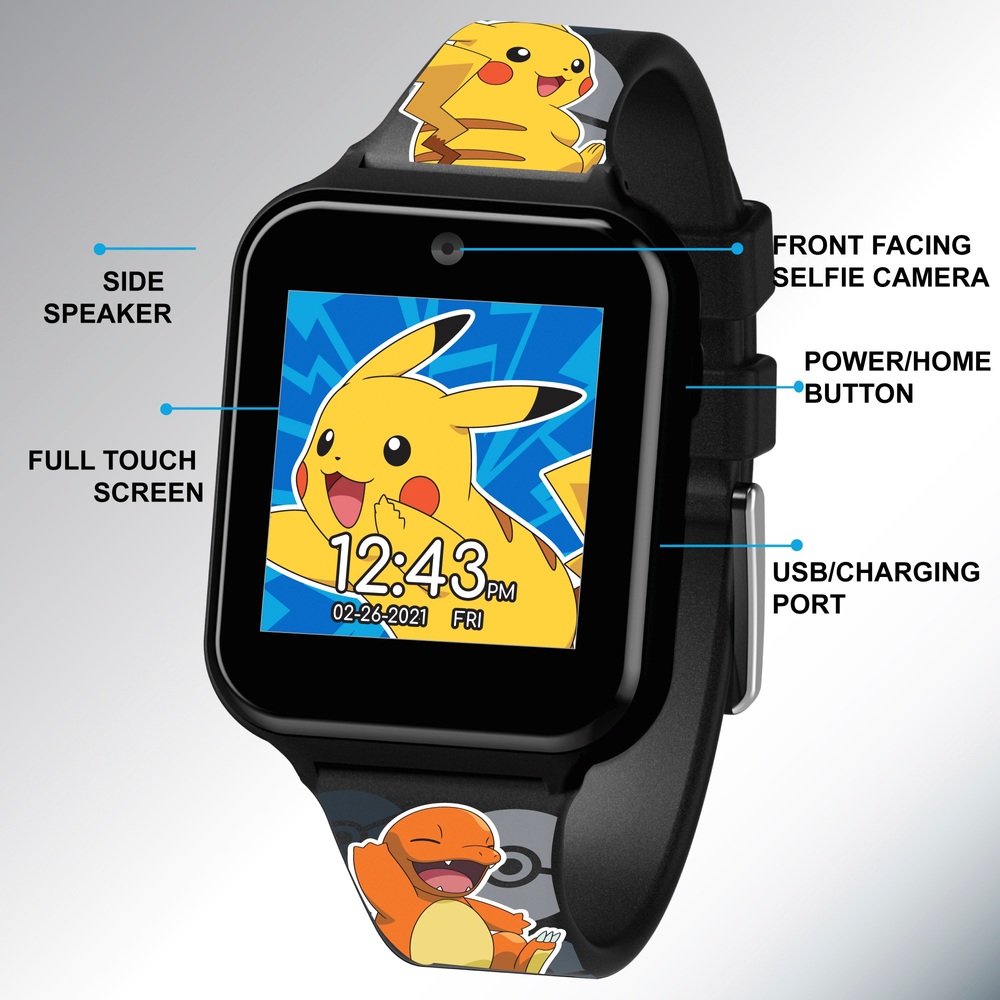 SIDE
SPEAKER
FULL TOUCH
SCREEN
FRONT FACING
SELFIE CAMERA
POWER/HOME
BUTTON
USB/CHARGING
PORT
12:43PM
02-26-2021 FRI